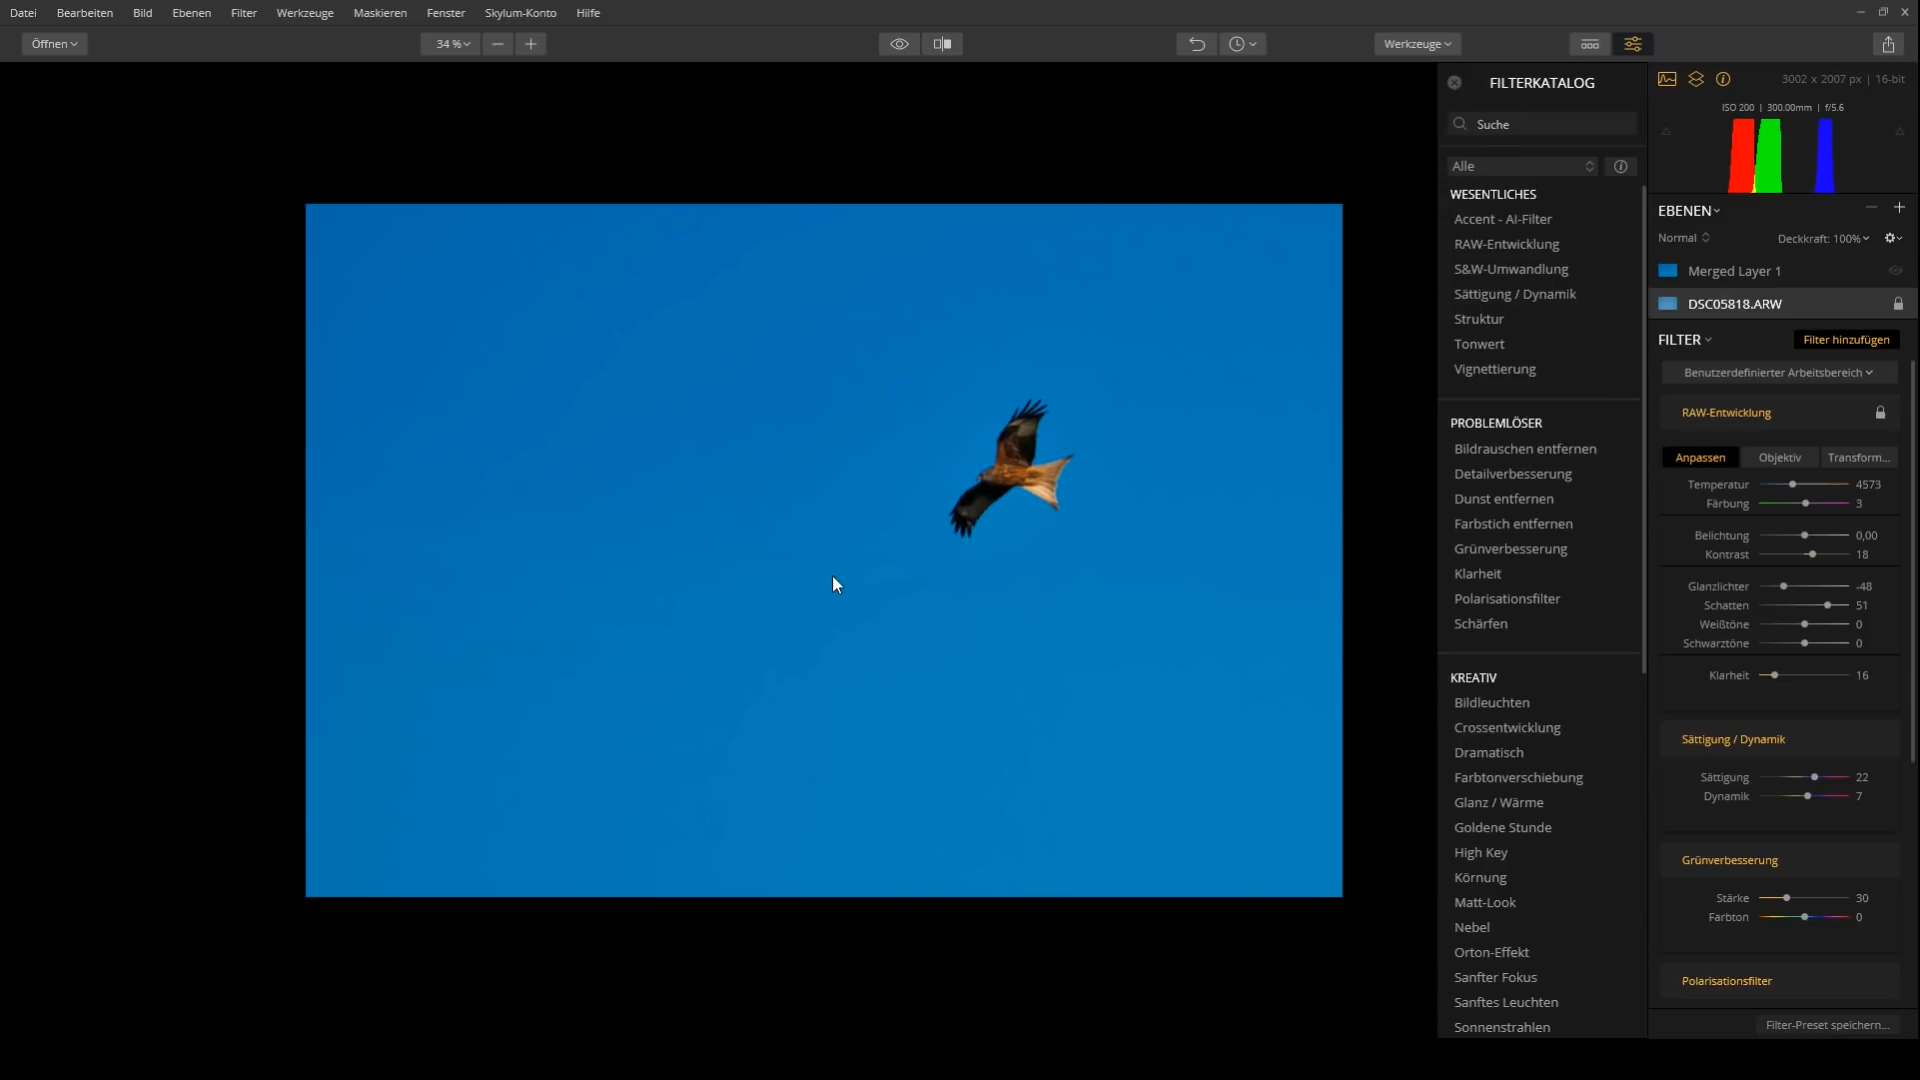 Datei Bearbeiten Bild Ebenen Filter Werkzeuge Maskieren Fenster Skylum-Konto Hilfe
Öffnen 34 % Werkzeuge
FILTERKATALOG
Suche
Alle
WESENTLICHES
Accent - AI-Filter
RAW-Entwicklung
S&W-Umwandlung
Sättigung / Dynamik
Struktur
Tonwert
Vignettierung
PROBLEMLÖSER
Bildrauschen entfernen
Detailverbesserung
Dunst entfernen
Farbstich entfernen
Grünverbesserung
Klarheit
Polarisationsfilter
Schärfen
KREATIV
Bildleuchten
Crossentwicklung
Dramatisch
Farbtonverschiebung
Glanz / Wärme
Goldene Stunde
High Key
Körnung
Matt-Look
Nebel
Orton-Effekt
Sanfter Fokus
Sanftes Leuchten
Sonnenstrahlen
3002 x 2007 px | 16-bit
ISO 200 | 300.00mm | f/5.6
EBENEN
Normal Deckkraft: 100%
Merged Layer 1
DSC05818.ARW
FILTER Filter hinzufügen
Benutzerdefinierter Arbeitsbereich
RAW-Entwicklung
Anpassen Objektiv Transform...
Temperatur 4573
Färbung 3
Belichtung 0,00
Kontrast 18
Glanzlichter -48
Schatten 51
Weißtöne 0
Schwarztöne 0
Klarheit 16
Sättigung / Dynamik
Sättigung 22
Dynamik 7
Grünverbesserung
Stärke 30
Farbton 0
Polarisationsfilter
Filter-Preset speichern...